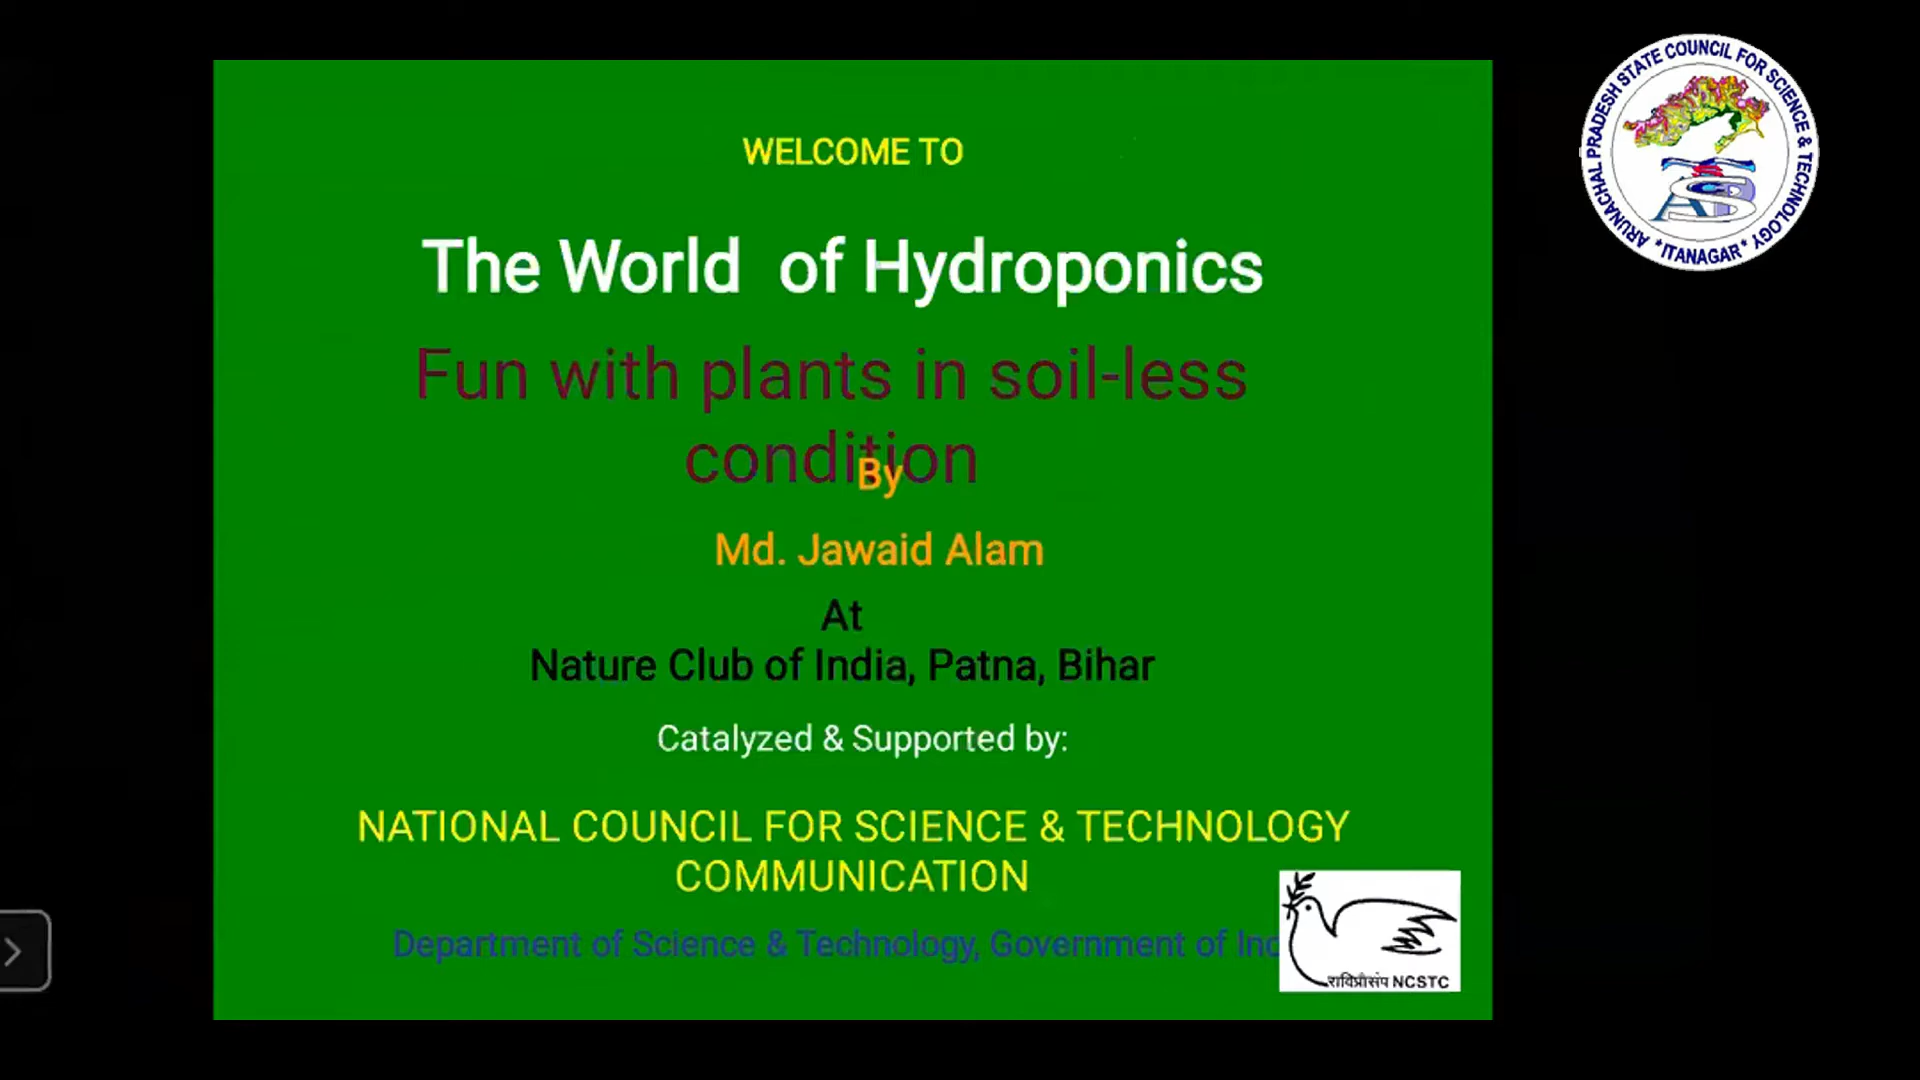 WELCOME TO
The World of Hydroponics
Fun with plants in soil-less
condition
By
Md. Jawaid Alam
At
Nature Club of India, Patna, Bihar
Catalyzed & Supported by:
NATIONAL COUNCIL FOR SCIENCE & TECHNOLOGY
COMMUNICATION
Department of Science & Technology, Government of
राविप्रौसंप NCSTC
ARUNACHAL PRADESH STATE COUNCIL FOR SCIENCE & TECHNOLOGY
*ITANAGAR*